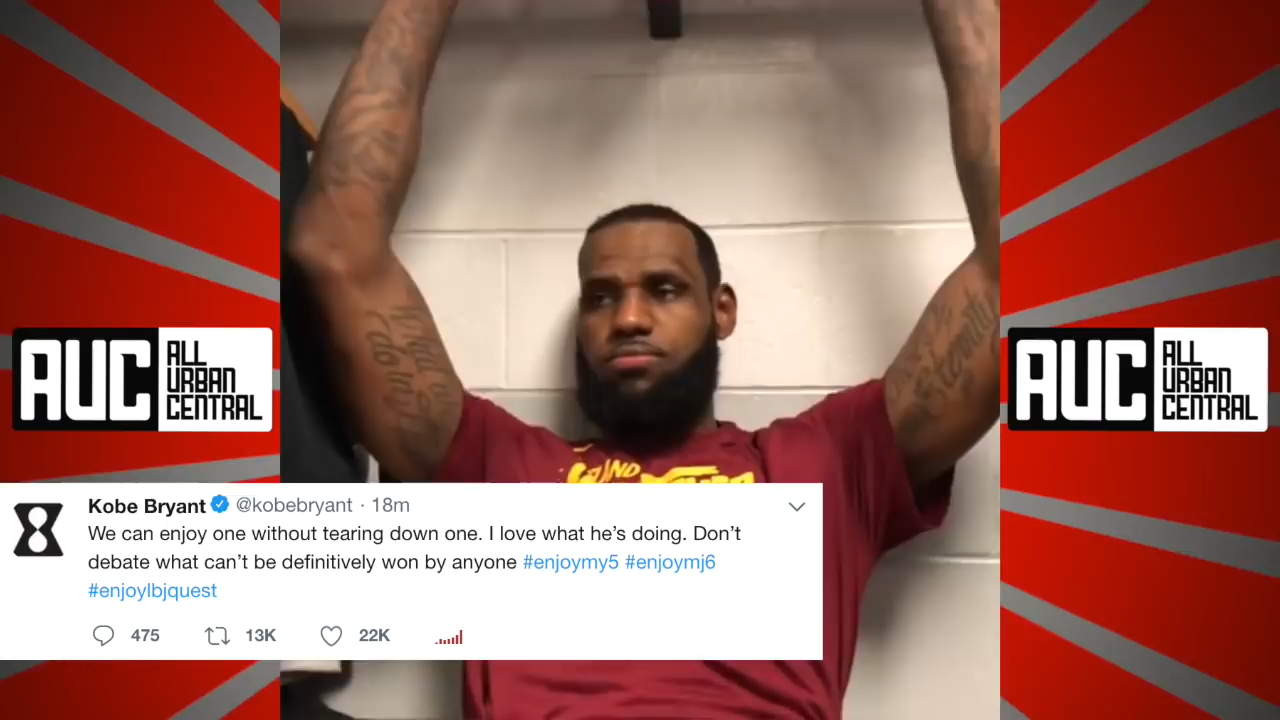 AUC ALL
URBAN
CENTRAL
AUC ALL
URBAN
CENTRAL
Kobe Bryant @kobebryant · 18m
We can enjoy one without tearing down one. I love what he’s doing. Don’t
debate what can’t be definitively won by anyone #enjoymy5 #enjoymj6
#enjoylbjquest
475 13K 22K